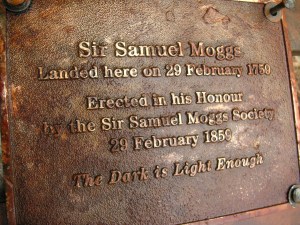 Sir Samuel Moggs
Landed here on 29 February 1759
Erected in his Honour
by the Sir Samuel Moggs Society
29 February 1859
The Dark is Light Enough